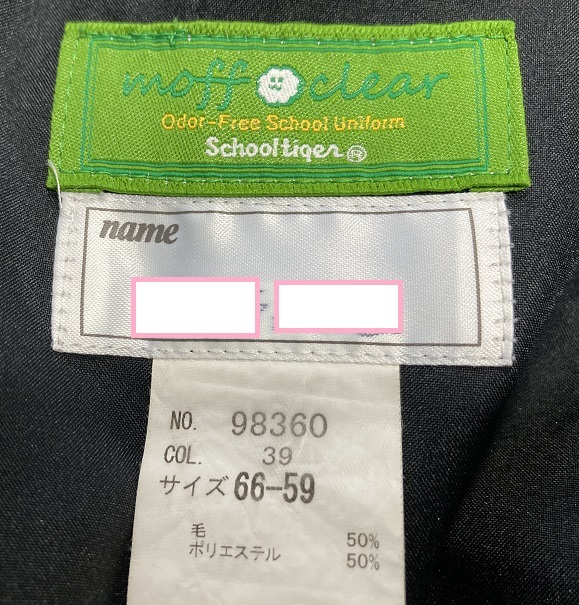 moff clear
Odor-Free School Uniform
Schooltiger®
name
NO. 98360
COL. 39
サイズ 66-59
毛 50%
ポリエステル 50%